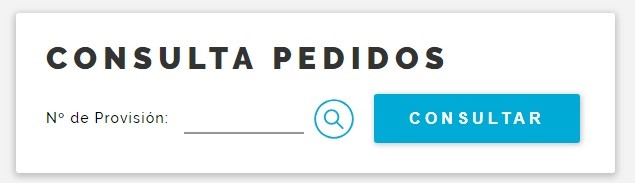 CONSULTA PEDIDOS
Nº de Provisión: CONSULTAR